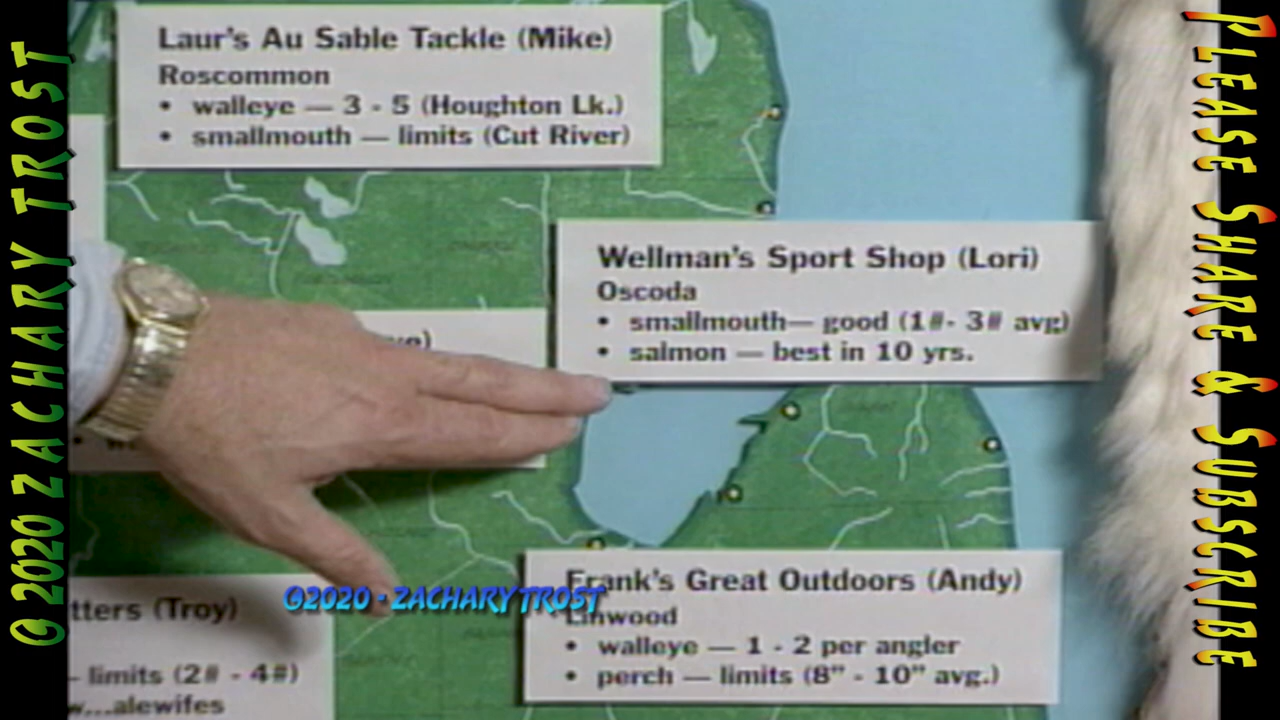 © 2020 ZACHARY TROST
Laur's Au Sable Tackle (Mike)
Roscommon
• walleye — 3 - 5 (Houghton Lk.)
• smallmouth — limits (Cut River)
Wellman's Sport Shop (Lori)
Oscoda
• smallmouth— good (1#- 3# avg)
• salmon — best in 10 yrs.
Frank's Great Outdoors (Andy)
Linwood
• walleye — 1 - 2 per angler
• perch — limits (8" - 10" avg.)
tters (Troy)
- limits (2# - 4#)
w...alewifes
©2020 - ZACHARY TROST
PLEASE SHARE & SUBSCRIBE